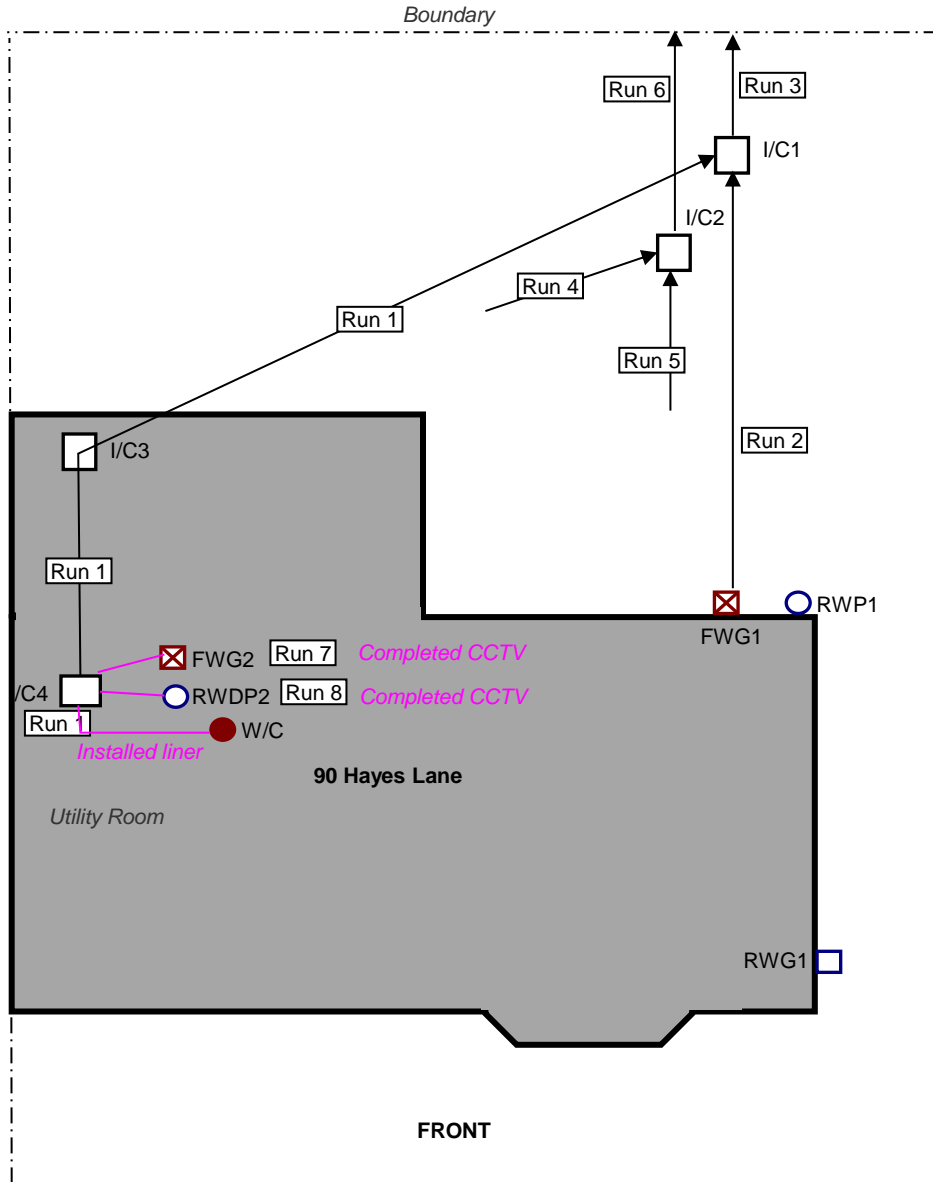 Boundary
Run 6
Run 3
I/C1
I/C2
Run 4
Run 1
Run 5
I/C3
Run 2
Run 1
RWP1
FWG1
FWG2
Run 7
Completed CCTV
/C4
RWDP2
Run 8
Completed CCTV
Run 1
W/C
Installed liner
90 Hayes Lane
Utility Room
RWG1
FRONT